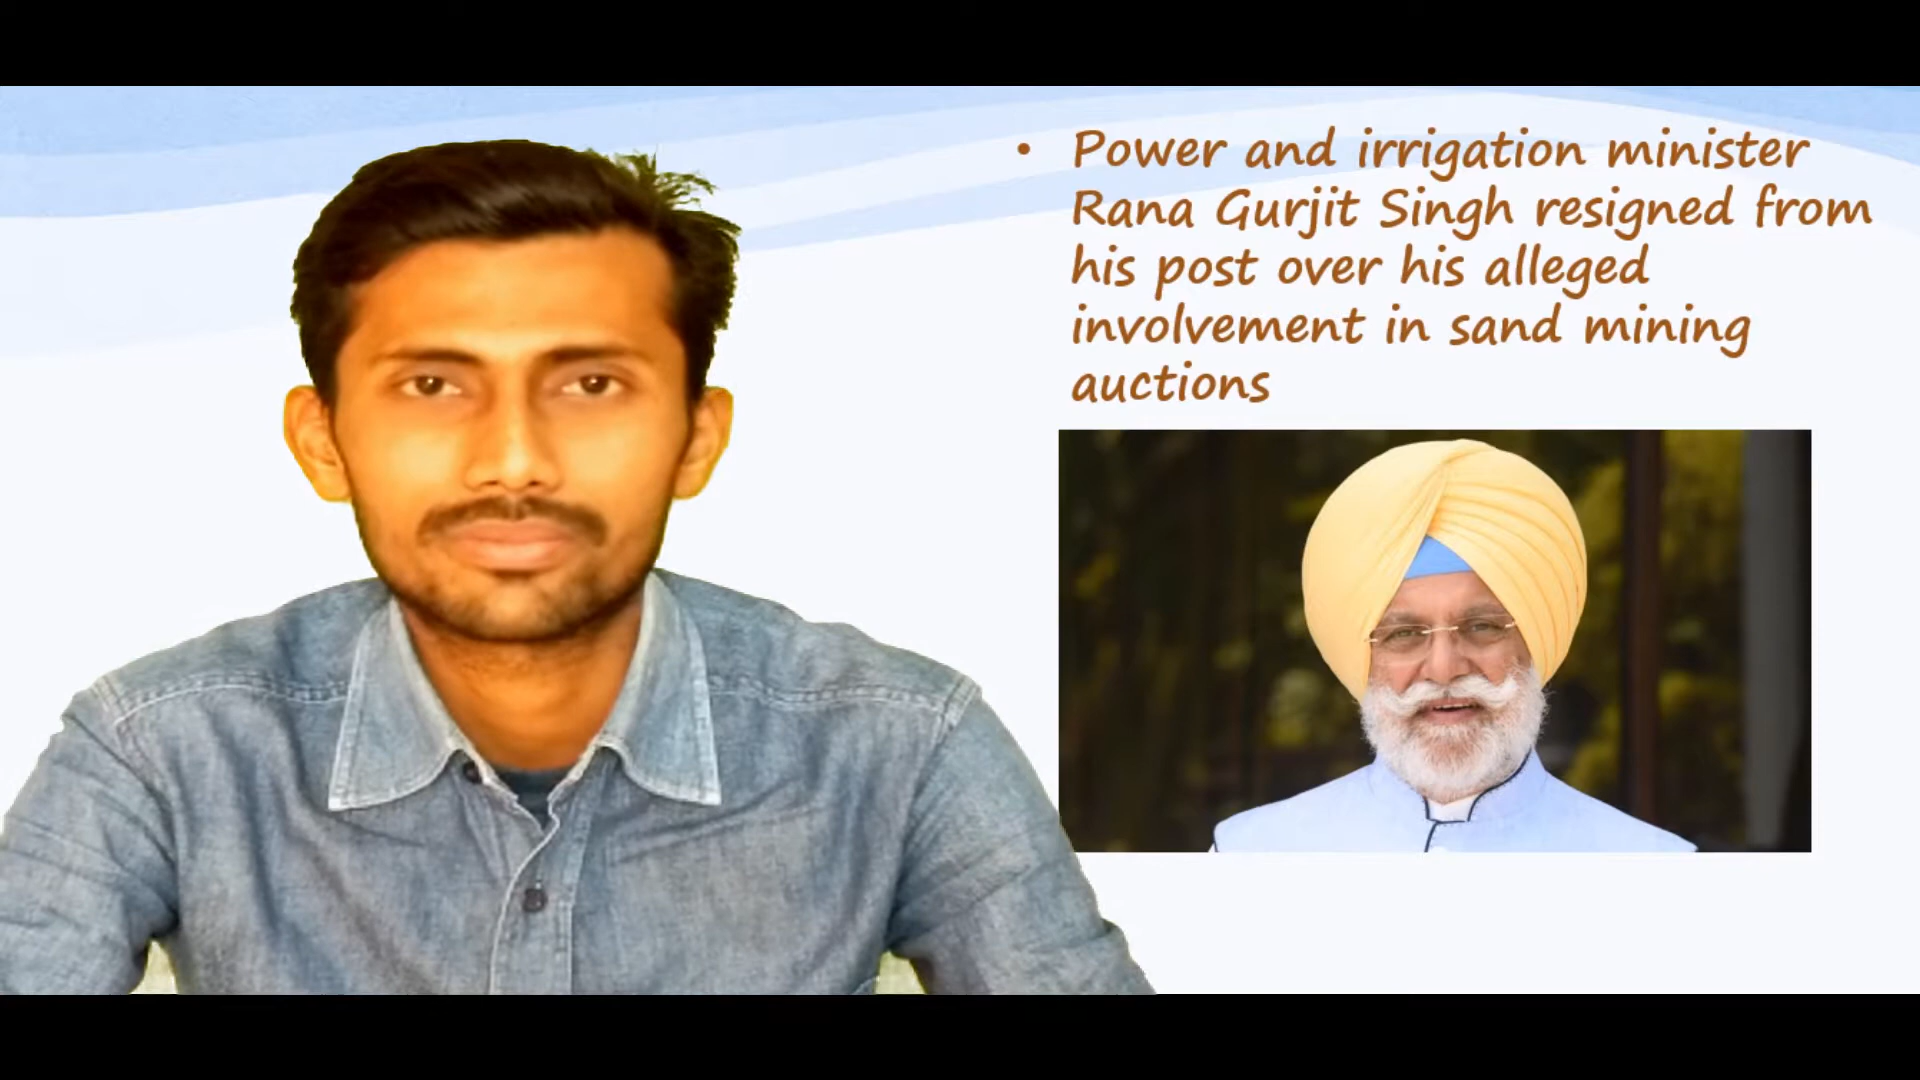 • Power and irrigation minister
Rana Gurjit Singh resigned from
his post over his alleged
involvement in sand mining
auctions